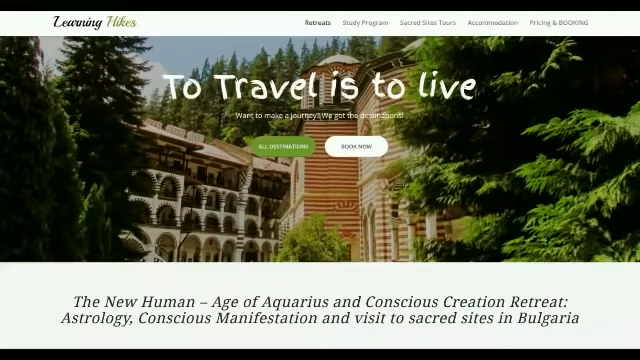 Learning Hikes
Retreats Study Program Sacred Sites Tours Accommodation Pricing & BOOKING
To Travel is to live
Want to make a journey? We got the destinations!
ALL DESTINATIONS BOOK NOW
The New Human – Age of Aquarius and Conscious Creation Retreat:
Astrology, Conscious Manifestation and visit to sacred sites in Bulgaria